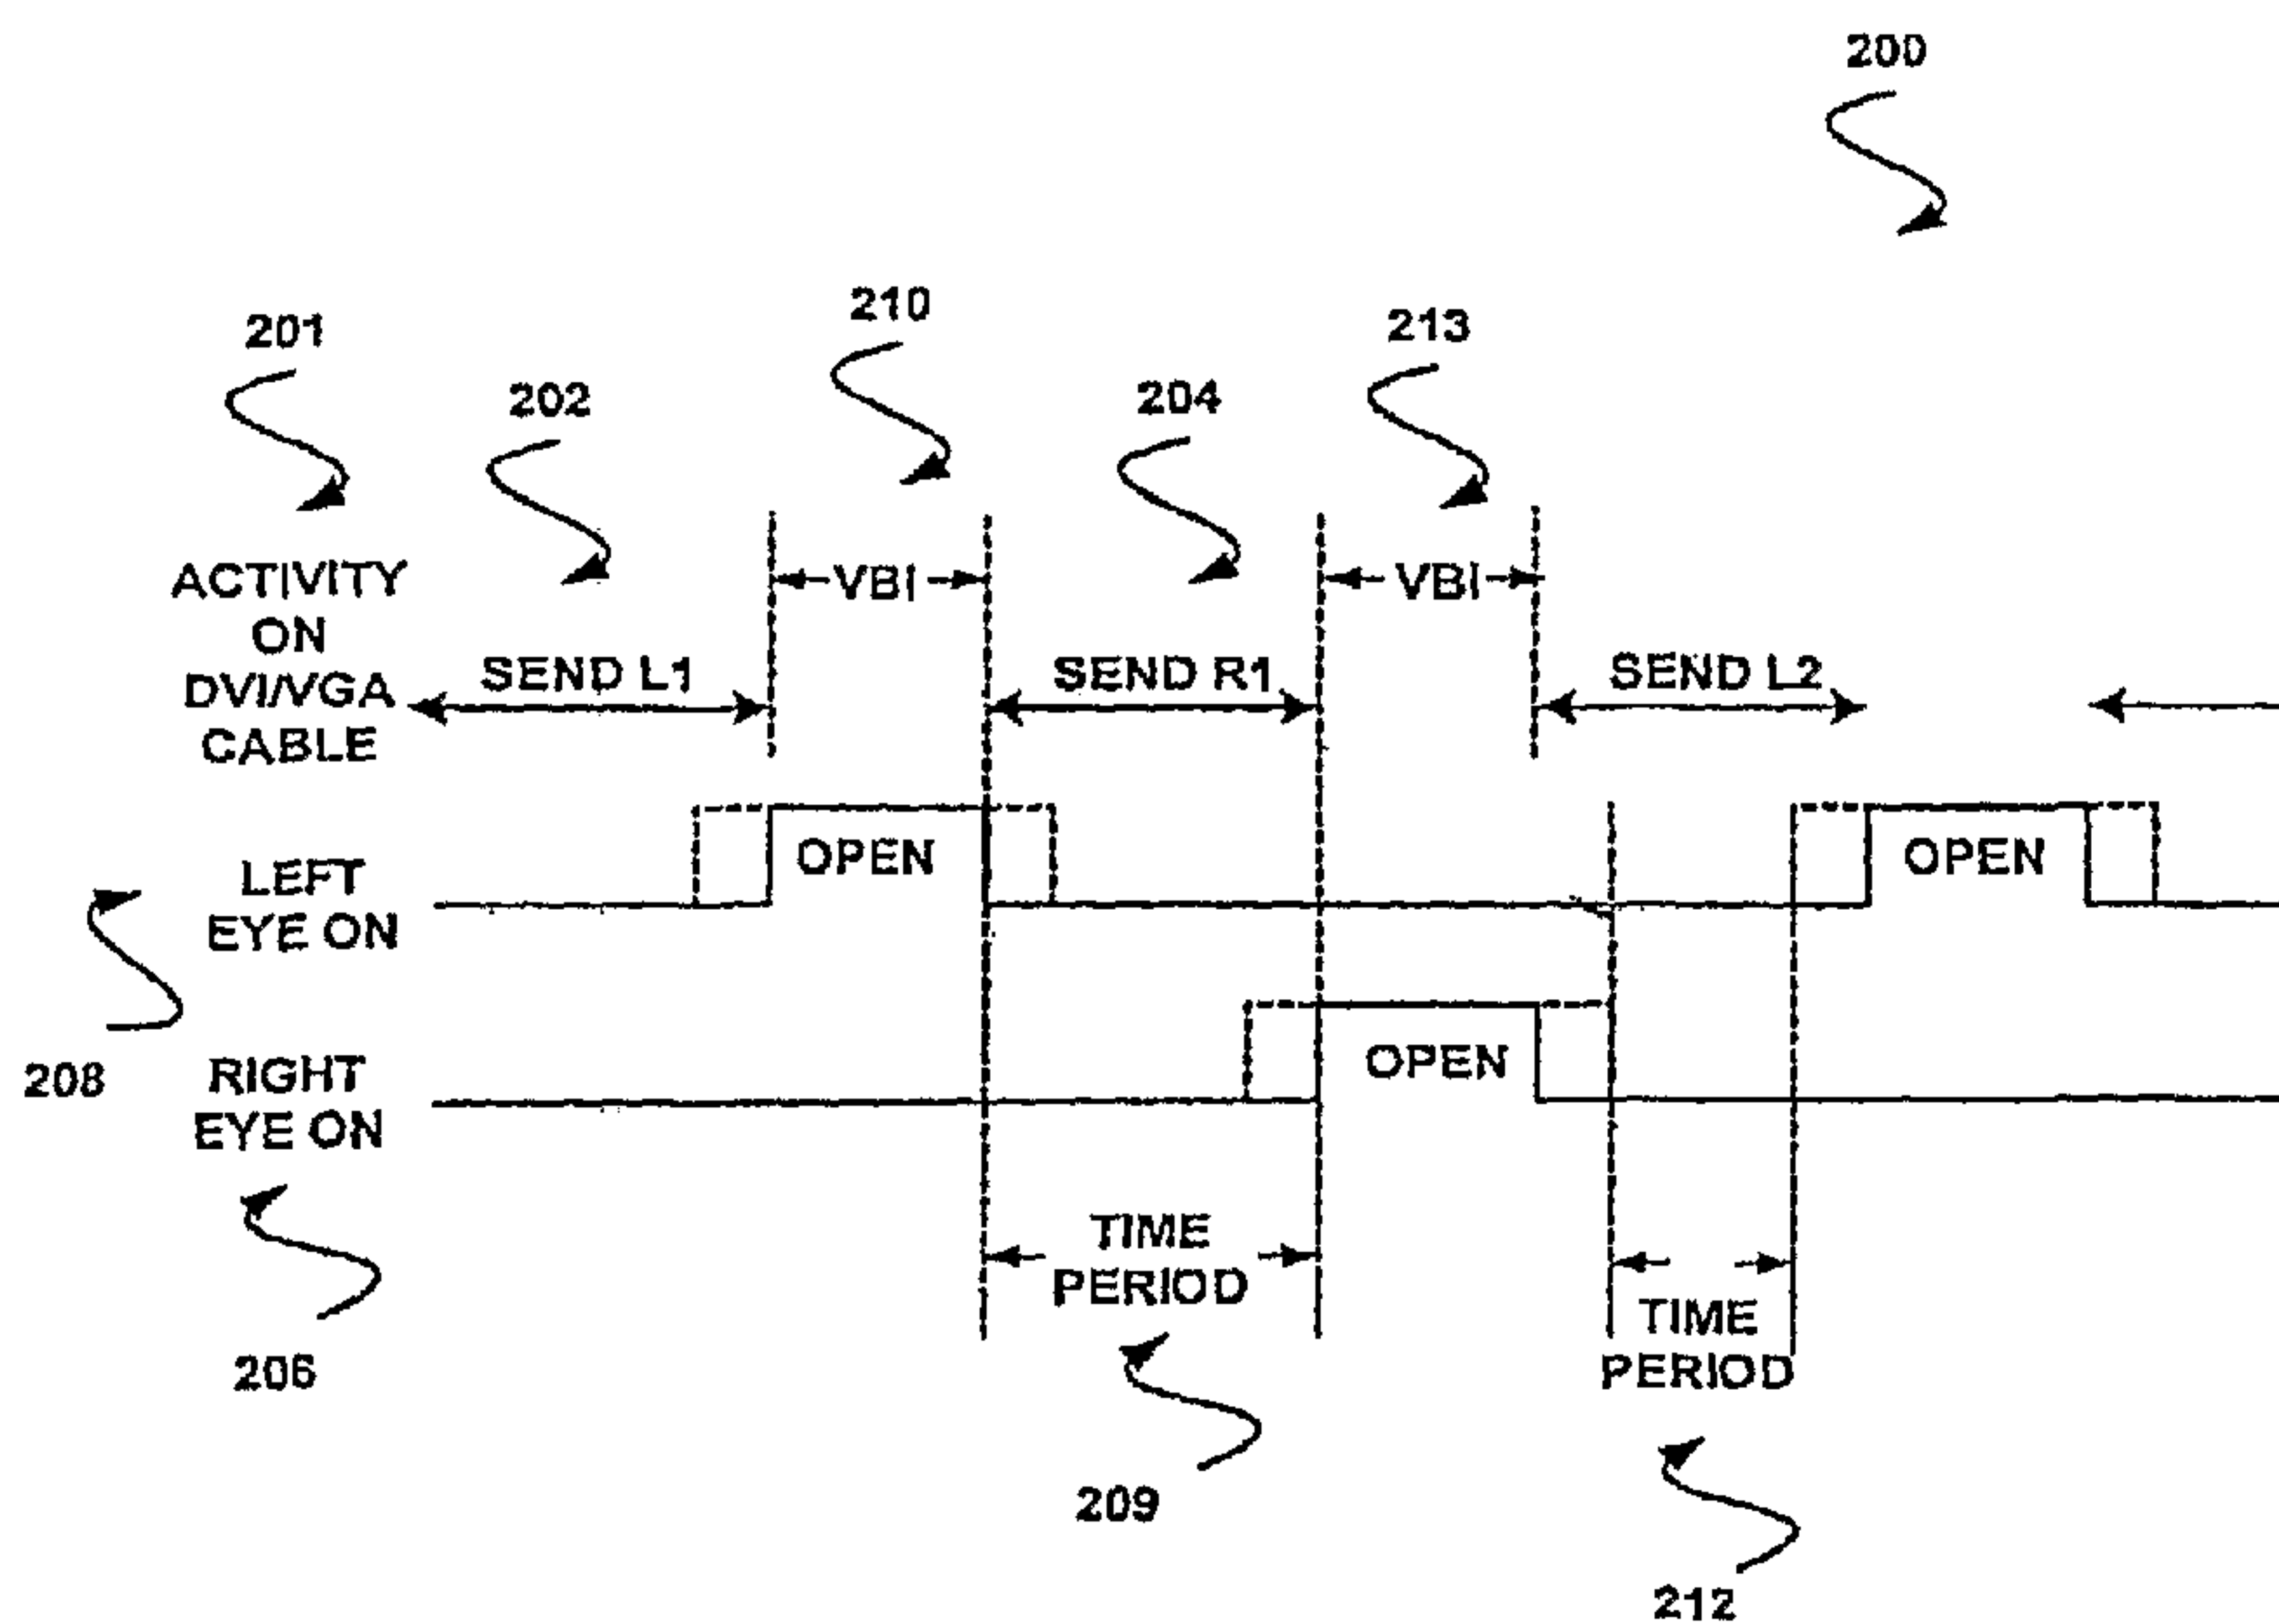 200
201
210
213
202
204
ACTIVITY
ON
DVI/VGA
CABLE
VBI
VBI
SEND L1
SEND R1
SEND L2
LEFT
EYE ON
OPEN
OPEN
208
RIGHT
EYE ON
OPEN
206
TIME
PERIOD
TIME
PERIOD
209
212